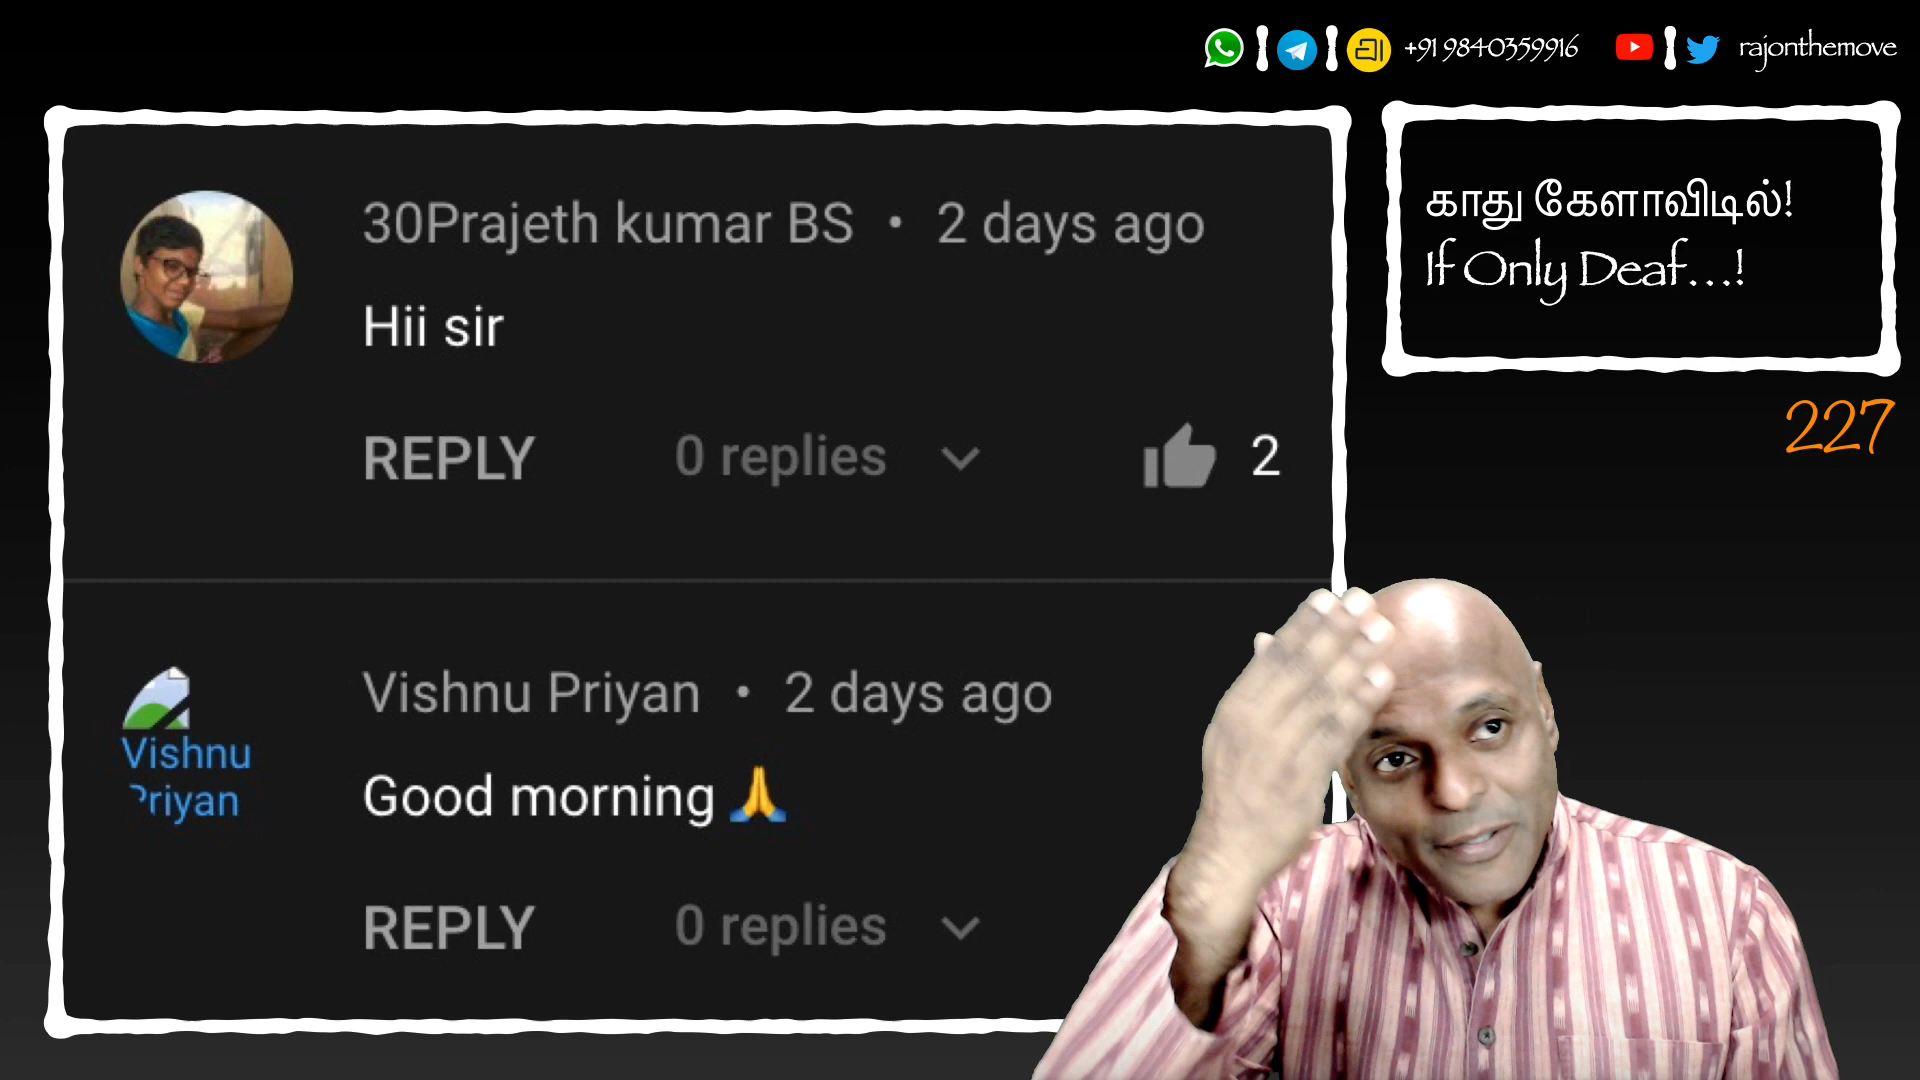 +91 9840359916 rajonthemove
காது கேளாவிடில்!
If Only Deaf...!
227
30Prajeth kumar BS • 2 days ago
Hii sir
REPLY 0 replies 2
Vishnu Priyan • 2 days ago
Vishnu
Priyan
Good morning 🙏
REPLY 0 replies